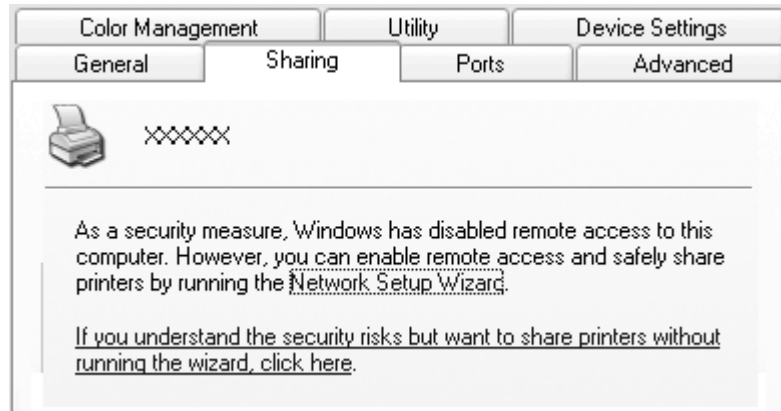 Color Management Utility Device Settings
General Sharing Ports Advanced
XXXXXX
As a security measure, Windows has disabled remote access to this
computer. However, you can enable remote access and safely share
printers by running the Network Setup Wizard.
If you understand the security risks but want to share printers without
running the wizard, click here.